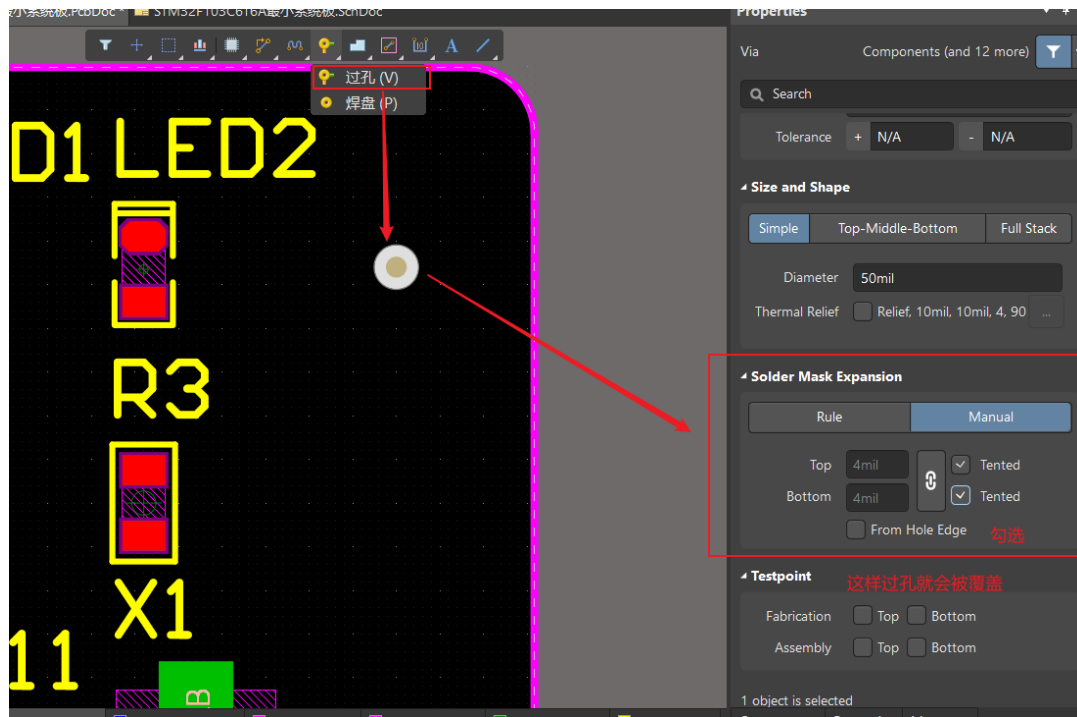 最小系统板.PcbDoc * STM32F103C616A最小系统板.SchDoc
Properties
Via Components (and 12 more)
Search
过孔 (V)
焊盘 (P)
Tolerance + N/A - N/A
D1 LED2
Size and Shape
Simple Top-Middle-Bottom Full Stack
Diameter 50mil
Thermal Relief Relief, 10mil, 10mil, 4, 90 ...
R3
Solder Mask Expansion
Rule Manual
Top 4mil Tented
Bottom 4mil Tented
From Hole Edge 勾选
Testpoint 这样过孔就会被覆盖
X1
Fabrication Top Bottom
Assembly Top Bottom
11
B
1 object is selected